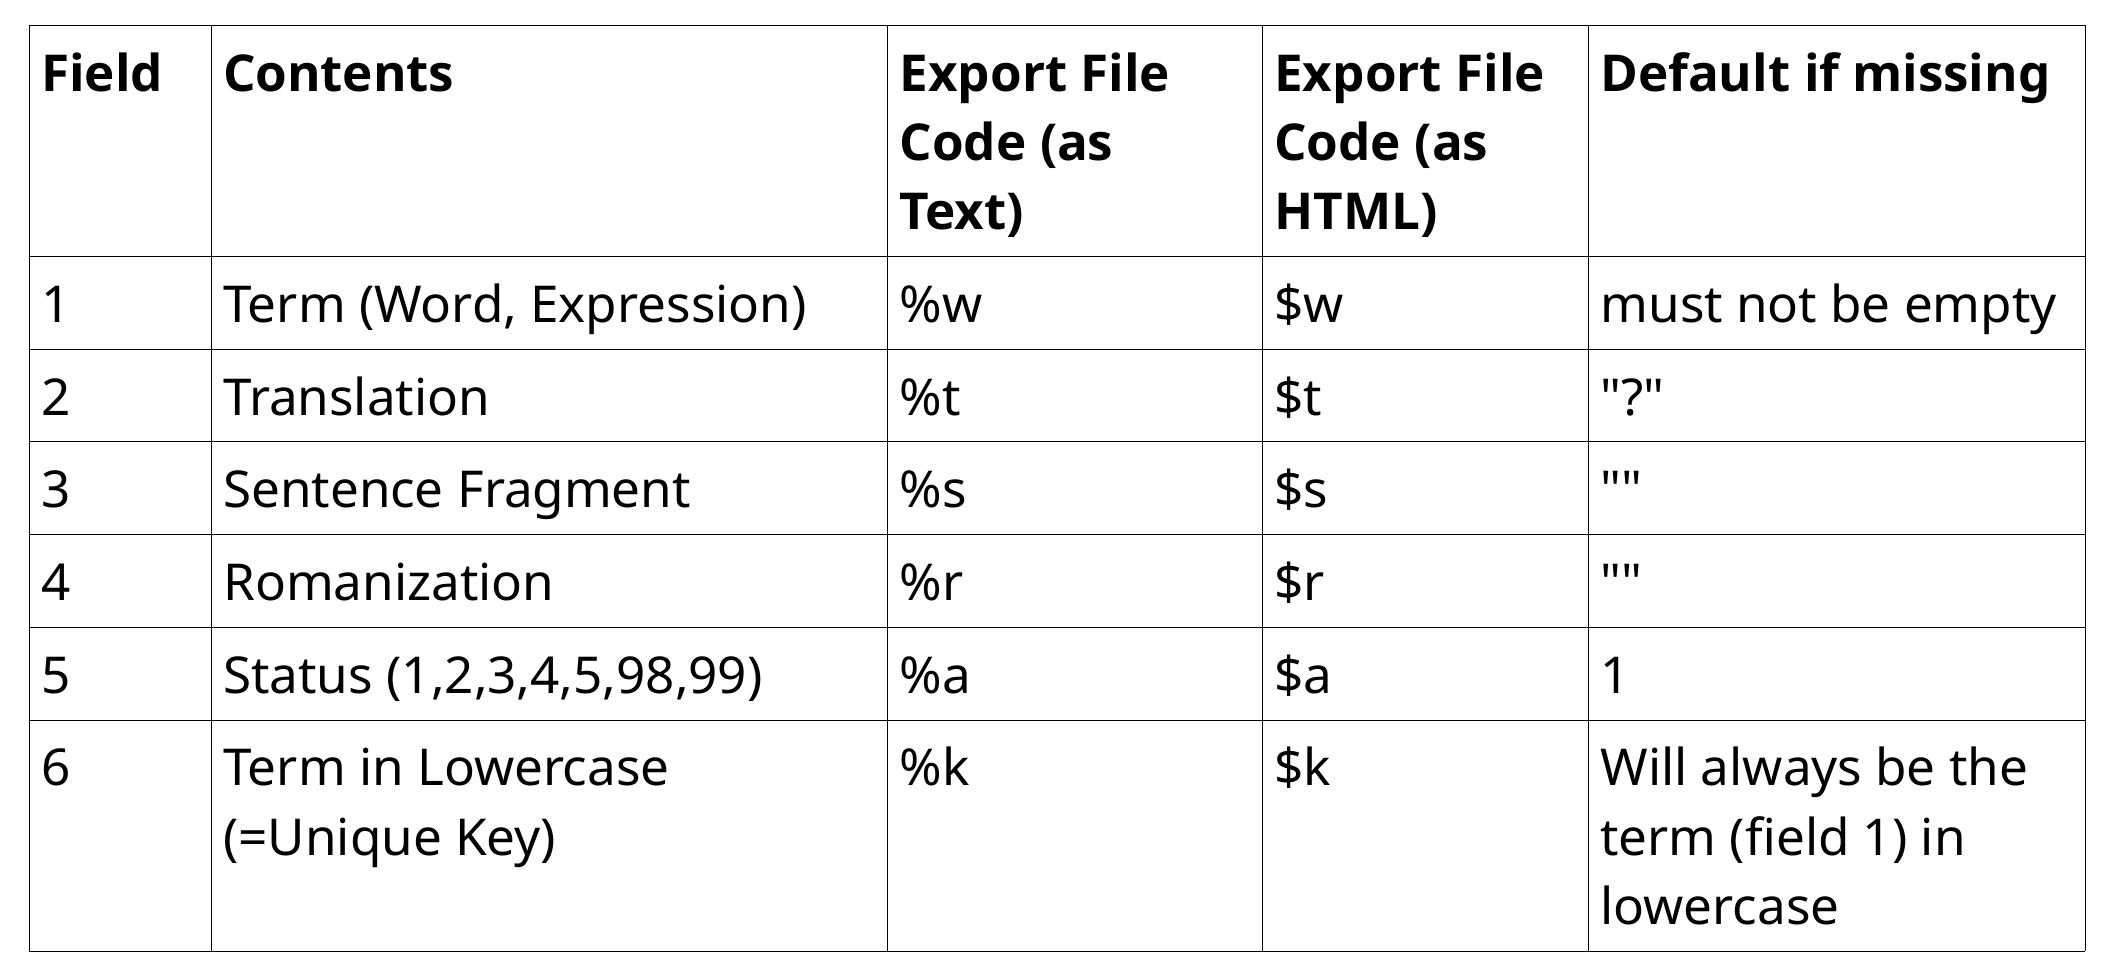 Field Contents Export File Code (as Text) Export File Code (as HTML) Default if missing
1 Term (Word, Expression) %w $w must not be empty
2 Translation %t $t "?"
3 Sentence Fragment %s $s ""
4 Romanization %r $r ""
5 Status (1,2,3,4,5,98,99) %a $a 1
6 Term in Lowercase (=Unique Key) %k $k Will always be the term (field 1) in lowercase